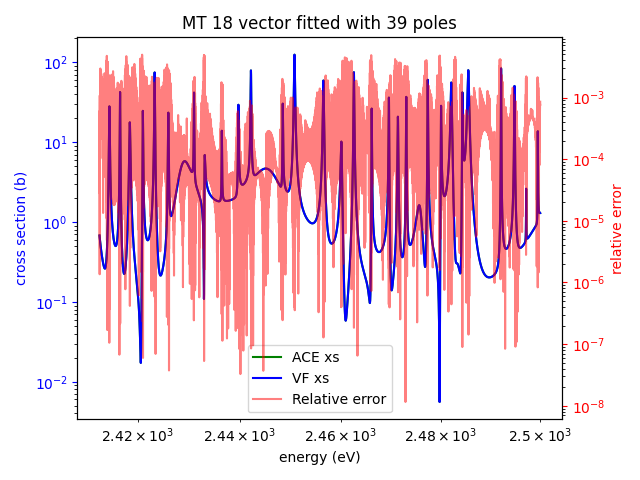 MT 18 vector fitted with 39 poles
cross section (b)
10²
10¹
10⁰
10⁻¹
10⁻²
relative error
10⁻³
10⁻⁴
10⁻⁵
10⁻⁶
10⁻⁷
10⁻⁸
ACE xs
VF xs
Relative error
2.42 × 10³ 2.44 × 10³ 2.46 × 10³ 2.48 × 10³ 2.5 × 10³
energy (eV)